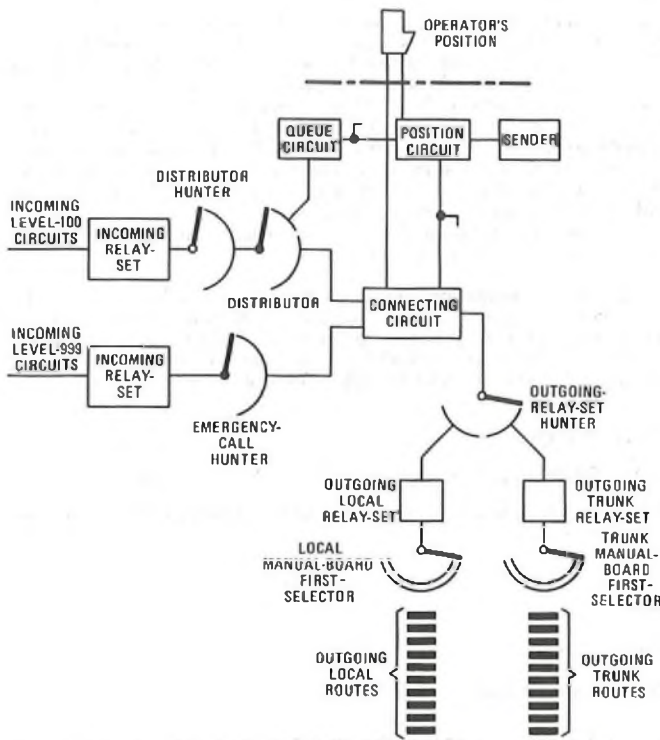 OPERATOR'S
POSITION
QUEUE
CIRCUIT
POSITION
CIRCUIT
SENDER
DISTRIBUTOR
HUNTER
INCOMING
LEVEL-100
CIRCUITS
INCOMING
RELAY-
SET
DISTRIBUTOR
CONNECTING
CIRCUIT
INCOMING
LEVEL-999
CIRCUITS
INCOMING
RELAY-
SET
EMERGENCY-
CALL
HUNTER
OUTGOING-
RELAY-SET
HUNTER
OUTGOING
LOCAL
RELAY-SET
OUTGOING
TRUNK
RELAY-SET
LOCAL
MANUAL-BOARD
FIRST-
SELECTOR
TRUNK
MANUAL-
BOARD
FIRST-
SELECTOR
OUTGOING
LOCAL
ROUTES
OUTGOING
TRUNK
ROUTES